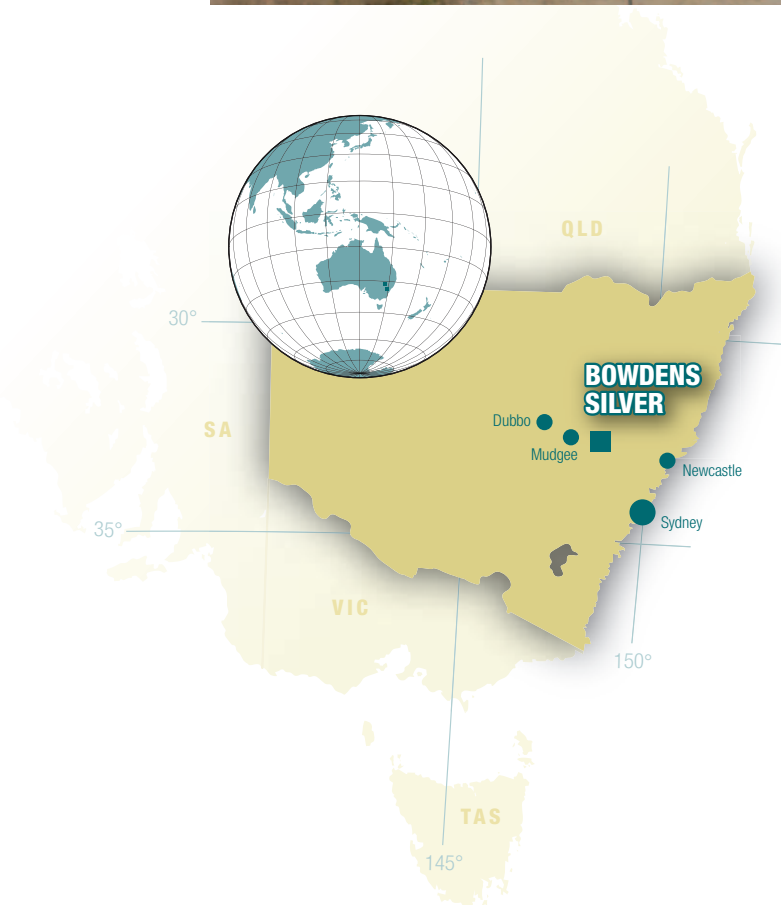 QLD
30°
BOWDENS
SILVER
Dubbo
SA
Mudgee
Newcastle
Sydney
35°
VIC
150°
TAS
145°